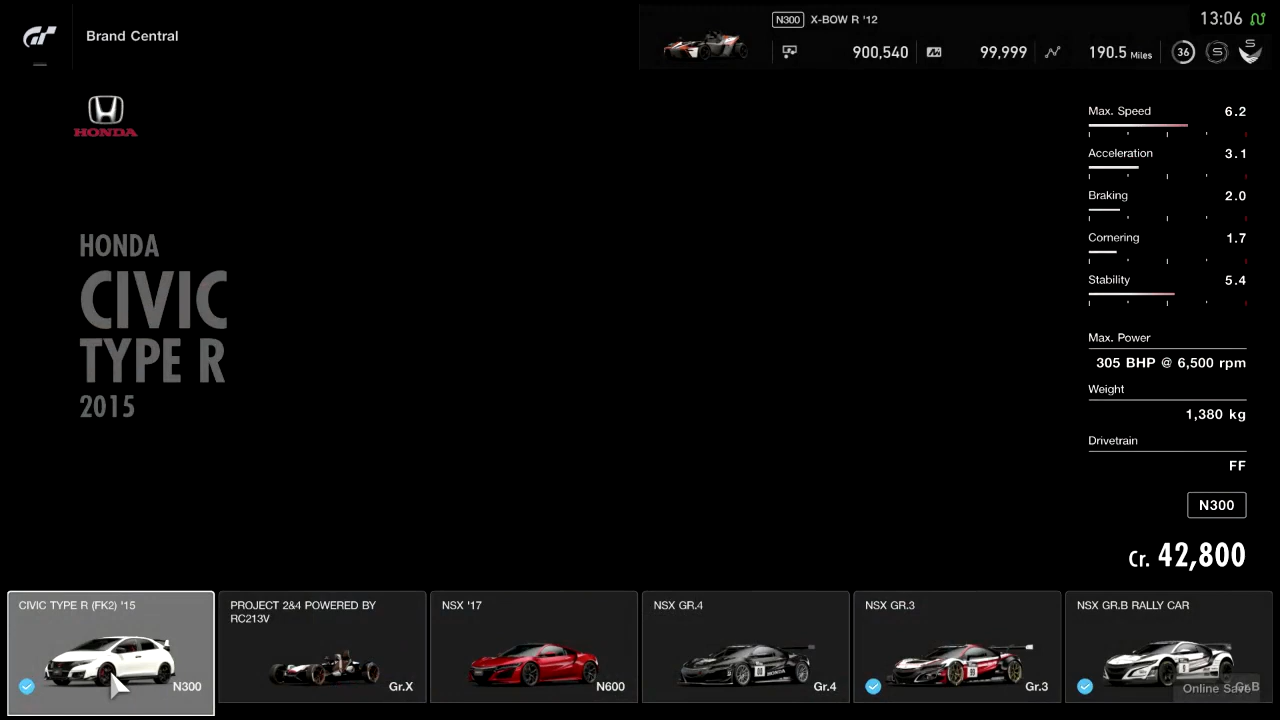 Brand Central
N300 X-BOW R '12
13:06
900,540 99,999 190.5 Miles 36 S S
HONDA
HONDA
CIVIC
TYPE R
2015
Max. Speed 6.2
Acceleration 3.1
Braking 2.0
Cornering 1.7
Stability 5.4
Max. Power
305 BHP @ 6,500 rpm
Weight
1,380 kg
Drivetrain
FF
N300
Cr. 42,800
CIVIC TYPE R (FK2) '15
N300
PROJECT 2&4 POWERED BY
RC213V
Gr.X
NSX '17
N600
NSX GR.4
Gr.4
NSX GR.3
Gr.3
NSX GR.B RALLY CAR
Gr.B
Online Save